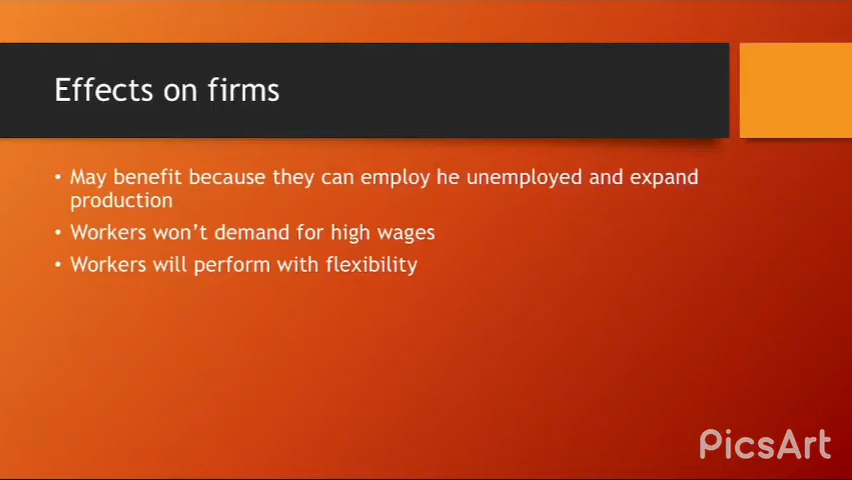 Effects on firms
• May benefit because they can employ he unemployed and expand
production
• Workers won’t demand for high wages
• Workers will perform with flexibility
PicsArt